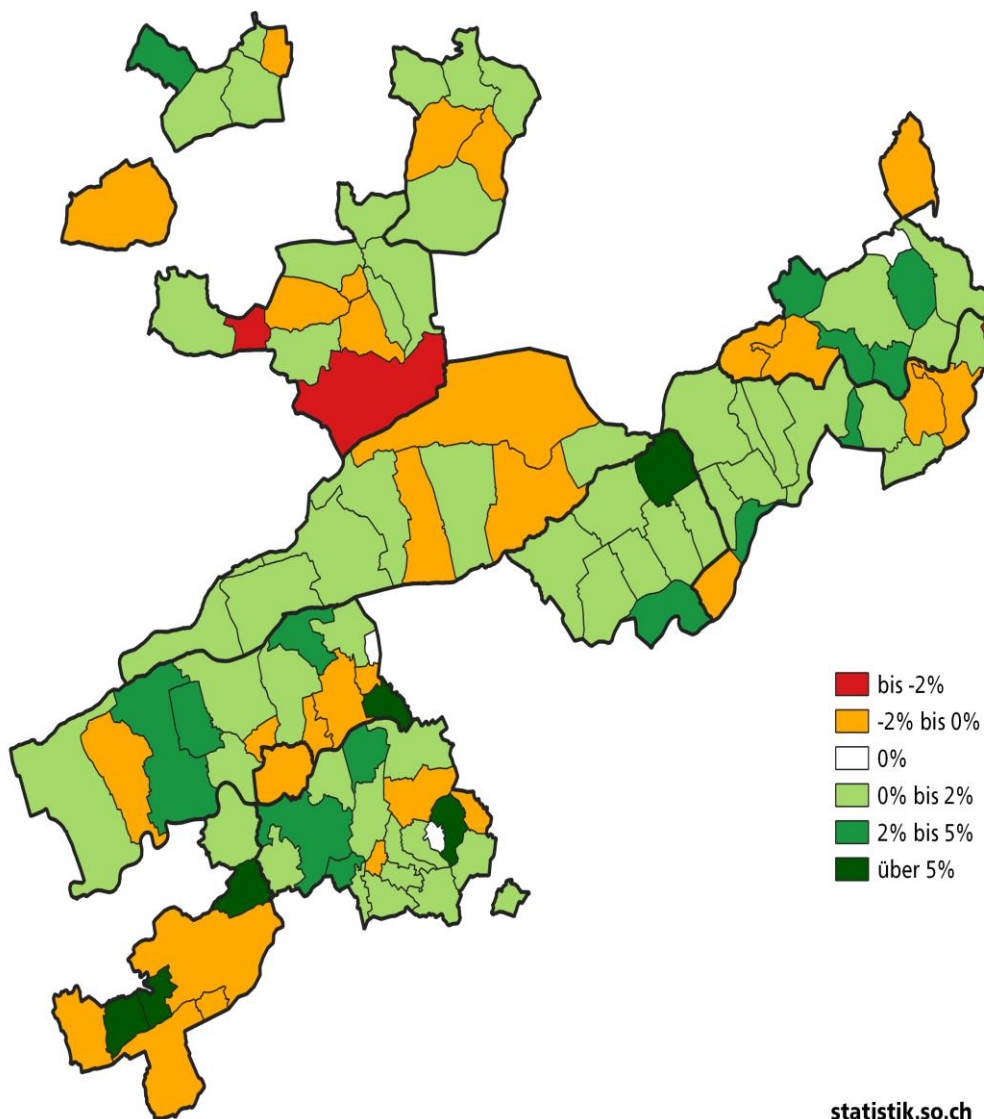 bis -2%
-2% bis 0%
0%
0% bis 2%
2% bis 5%
über 5%
statistik.so.ch